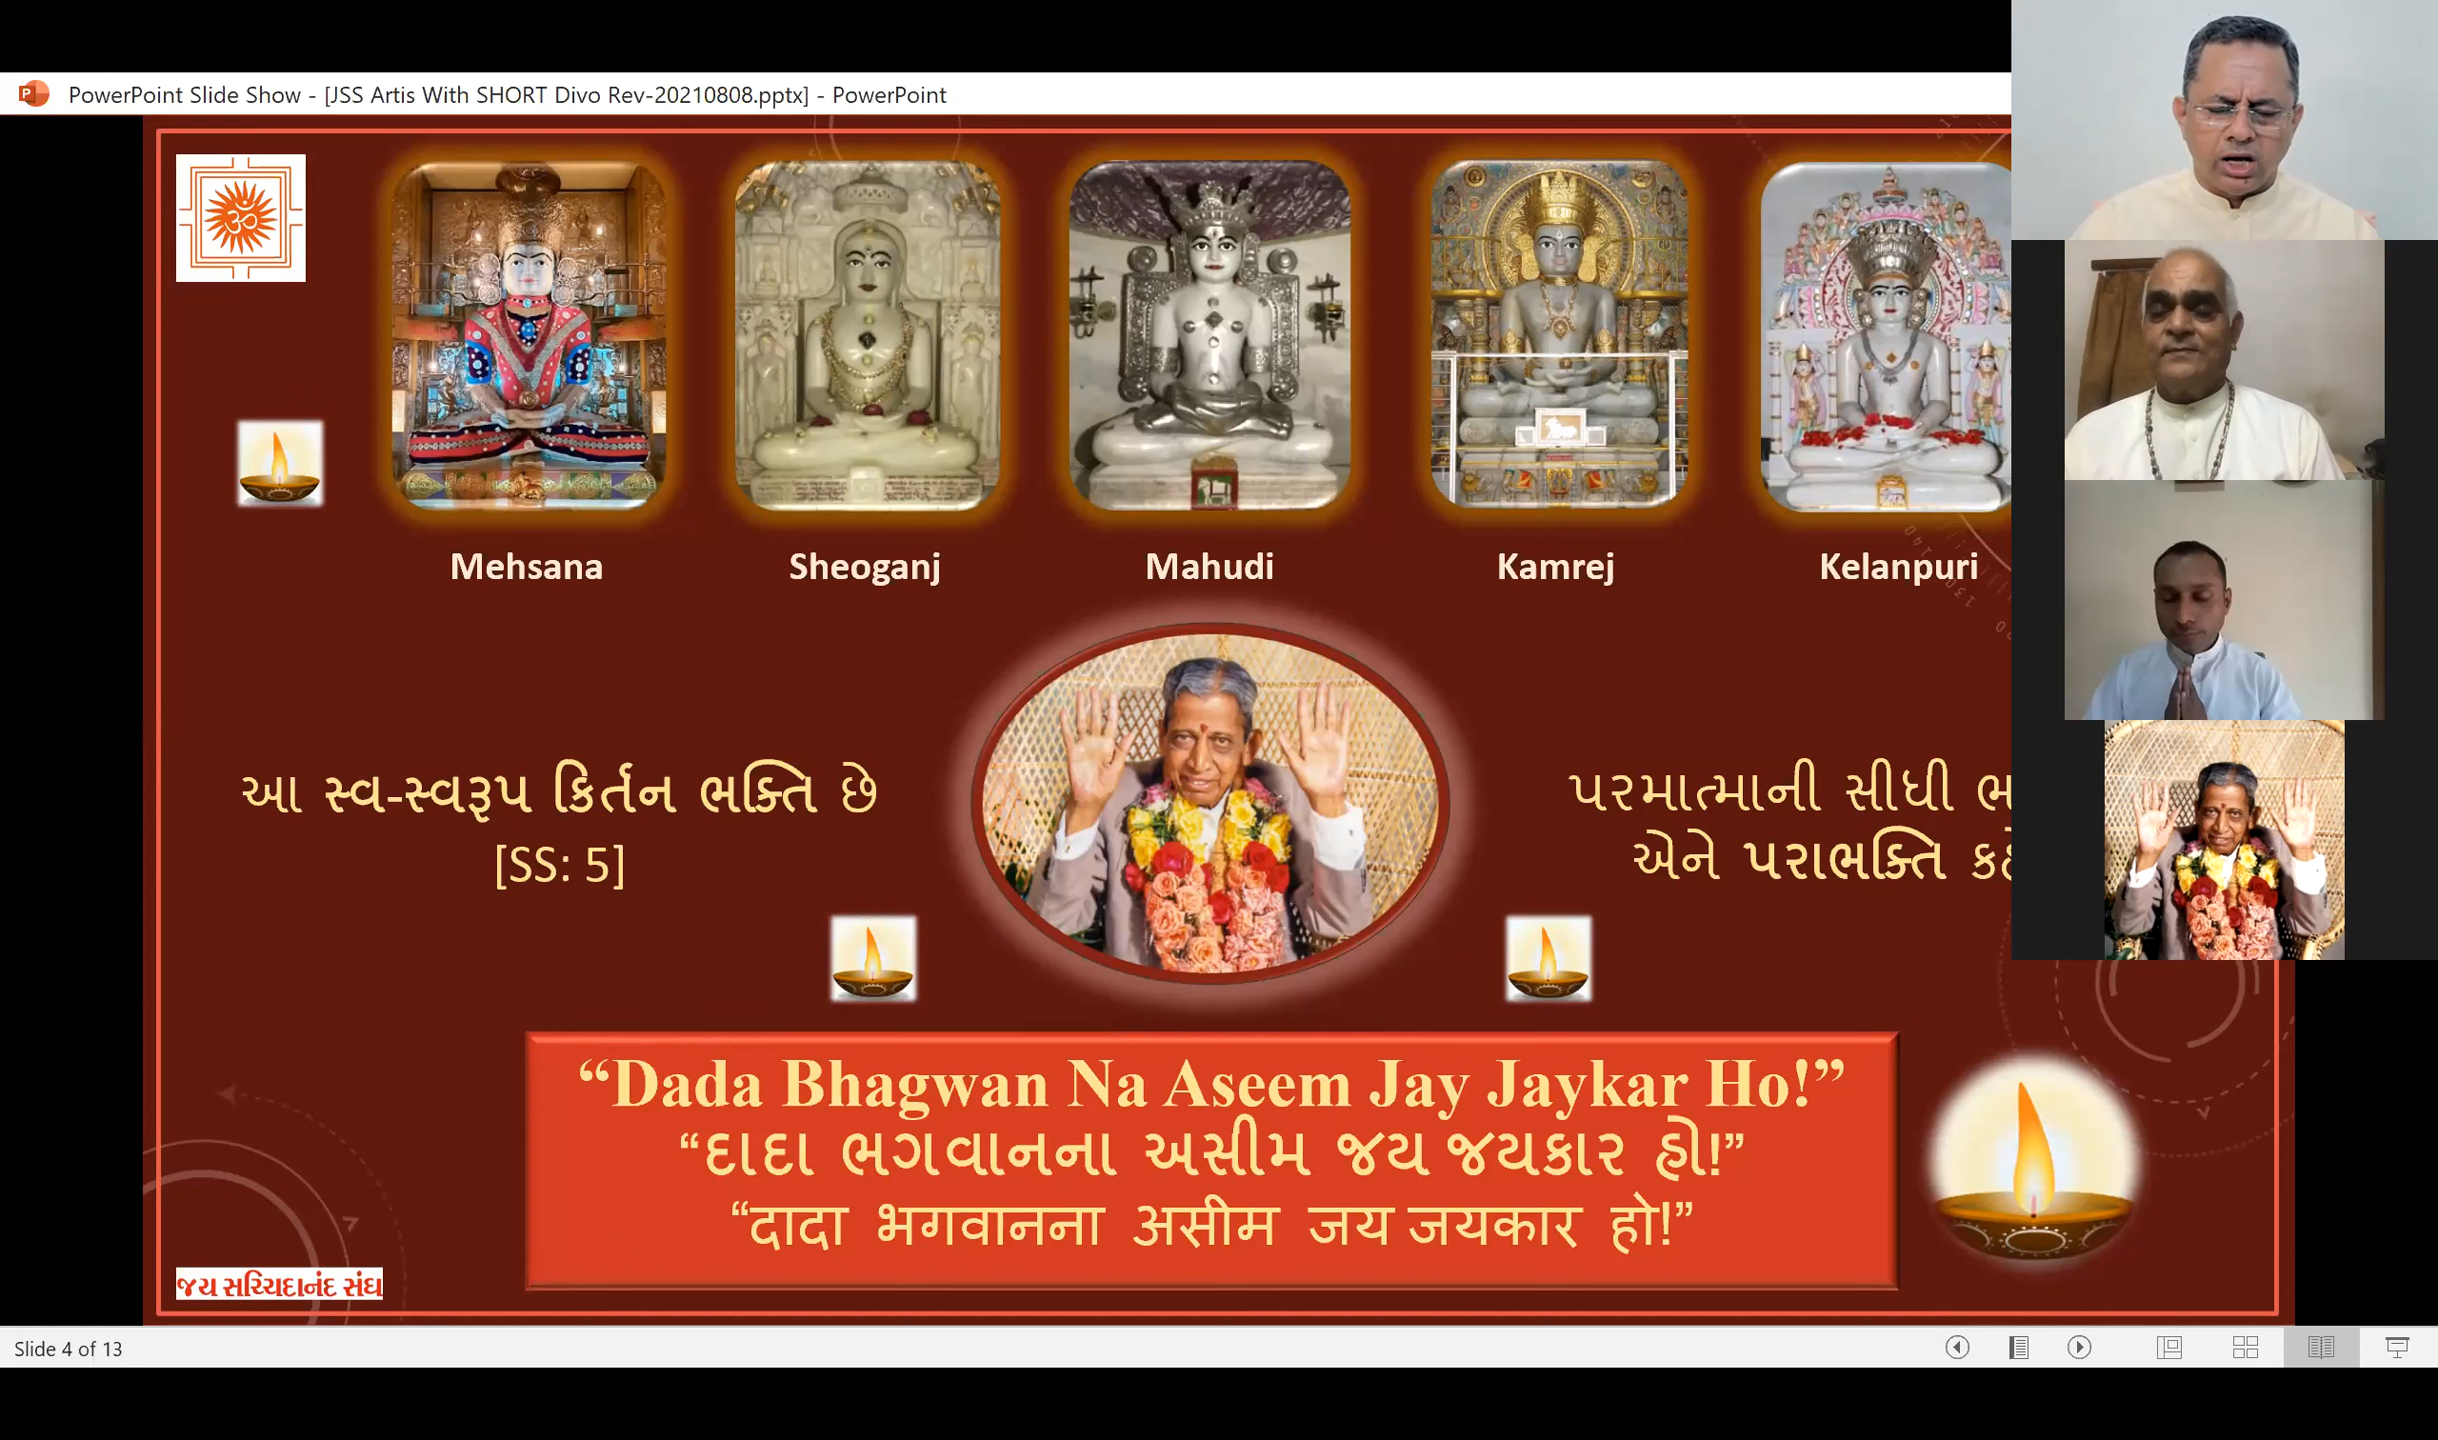 PowerPoint Slide Show - [JSS Artis With SHORT Divo Rev-20210808.pptx] - PowerPoint
Mehsana
Sheoganj
Mahudi
Kamrej
Kelanpuri
આ સ્વ-સ્વરૂપ કિર્તન ભક્તિ છે
[SS: 5]
પરમાત્માની સીધી
એને પરાભક્તિ
“Dada Bhagwan Na Aseem Jay Jaykar Ho!”
“દાદા ભગવાનના અસીમ જય જયકાર હો!”
“दादा भगवानना असीम जय जयकार हो!”
જય સચ્ચિદાનંદ સંઘ
Slide 4 of 13